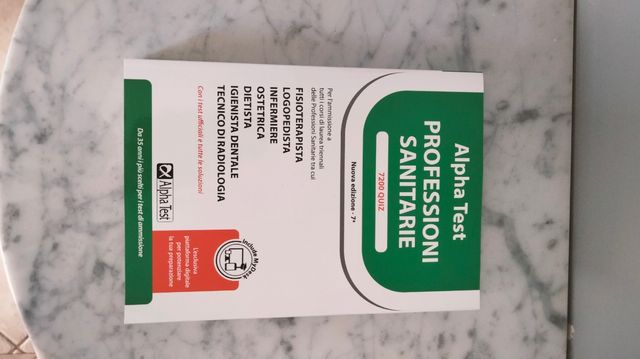 Alpha Test
PROFESSIONI
SANITARIE
7200 QUIZ
Nuova edizione - 7ª
Per l'ammissione a
tutti i corsi di laurea triennali
delle Professioni Sanitarie tra cui
FISIOTERAPISTA
LOGOPEDISTA
INFERMIERE
OSTETRICA
DIETISTA
IGIENISTA DENTALE
TECNICO DI RADIOLOGIA
Con i test ufficiali e tutte le soluzioni
Include MyDesk
L'esclusiva
piattaforma digitale
per potenziare
la tua preparazione
Alpha Test
Da 35 anni i più scelti per i test di ammissione